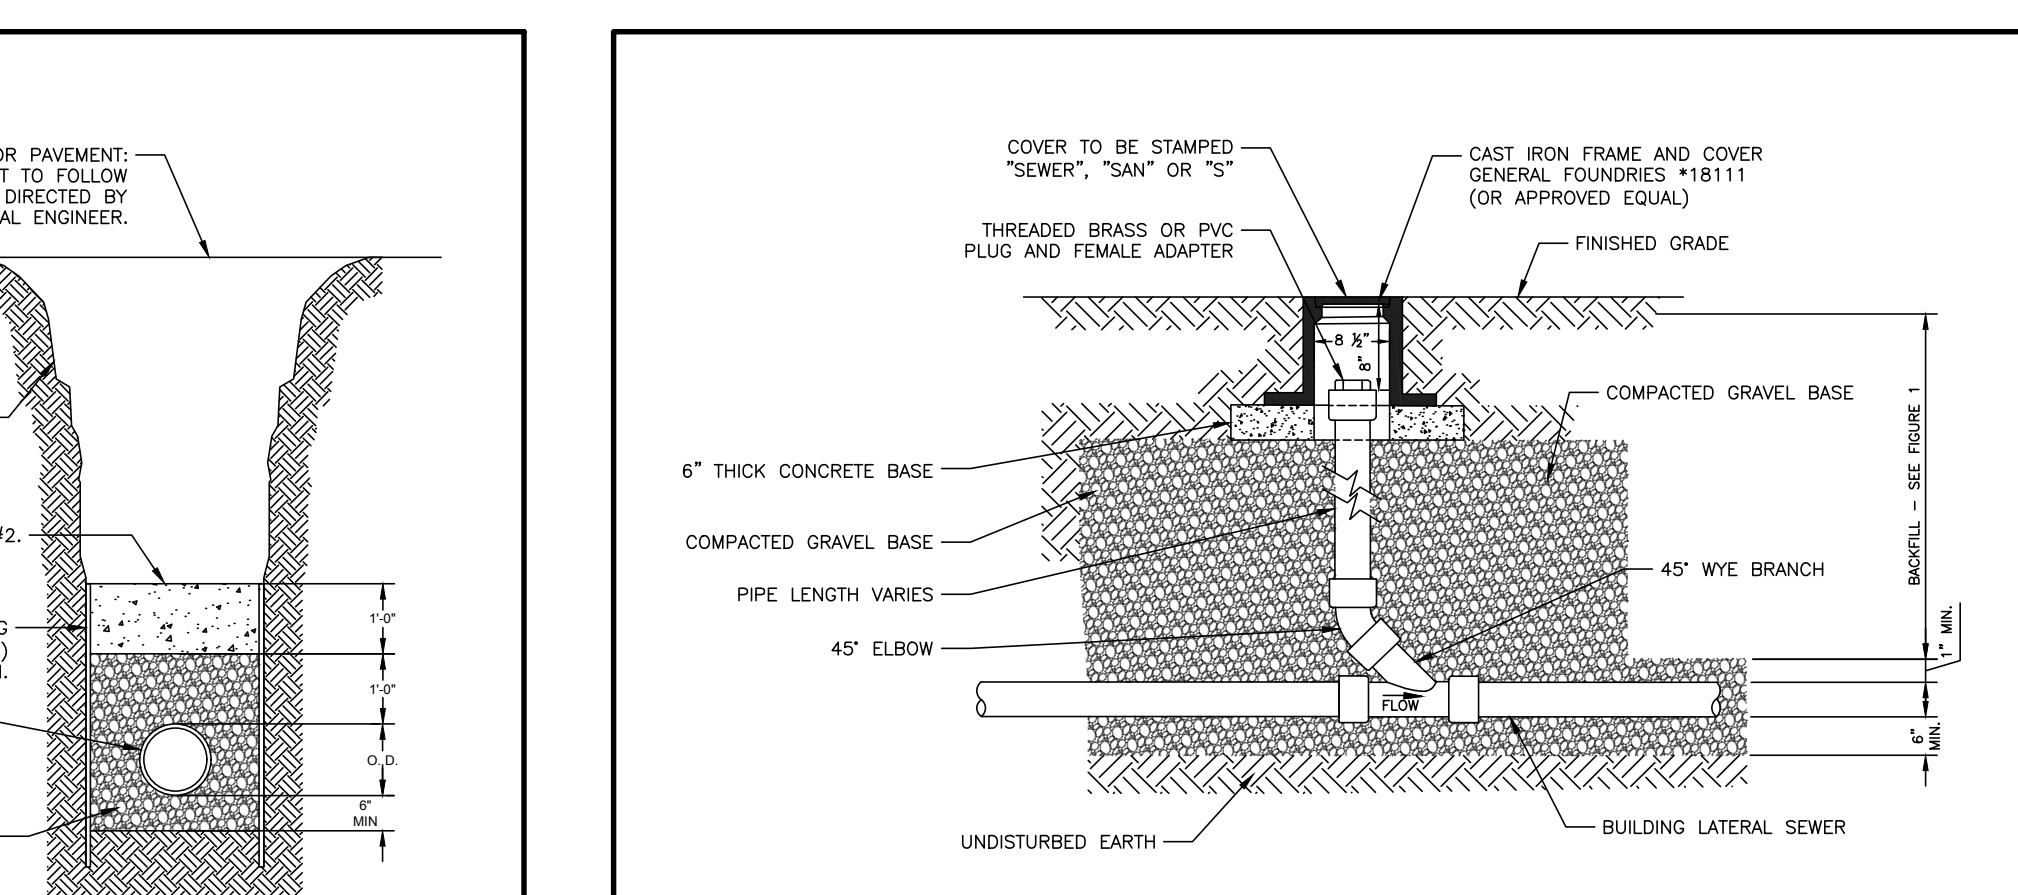 OR PAVEMENT:
T TO FOLLOW
DIRECTED BY
AL ENGINEER.
#2.
G
)
1'-0"
1'-0"
O. D.
6"
MIN
COVER TO BE STAMPED
"SEWER", "SAN" OR "S"
THREADED BRASS OR PVC
PLUG AND FEMALE ADAPTER
CAST IRON FRAME AND COVER
GENERAL FOUNDRIES *18111
(OR APPROVED EQUAL)
FINISHED GRADE
8 ½"
8"
COMPACTED GRAVEL BASE
6" THICK CONCRETE BASE
COMPACTED GRAVEL BASE
PIPE LENGTH VARIES
45° ELBOW
45° WYE BRANCH
FLOW
BACKFILL – SEE FIGURE 1
1" MIN.
6"
MIN.
UNDISTURBED EARTH
BUILDING LATERAL SEWER